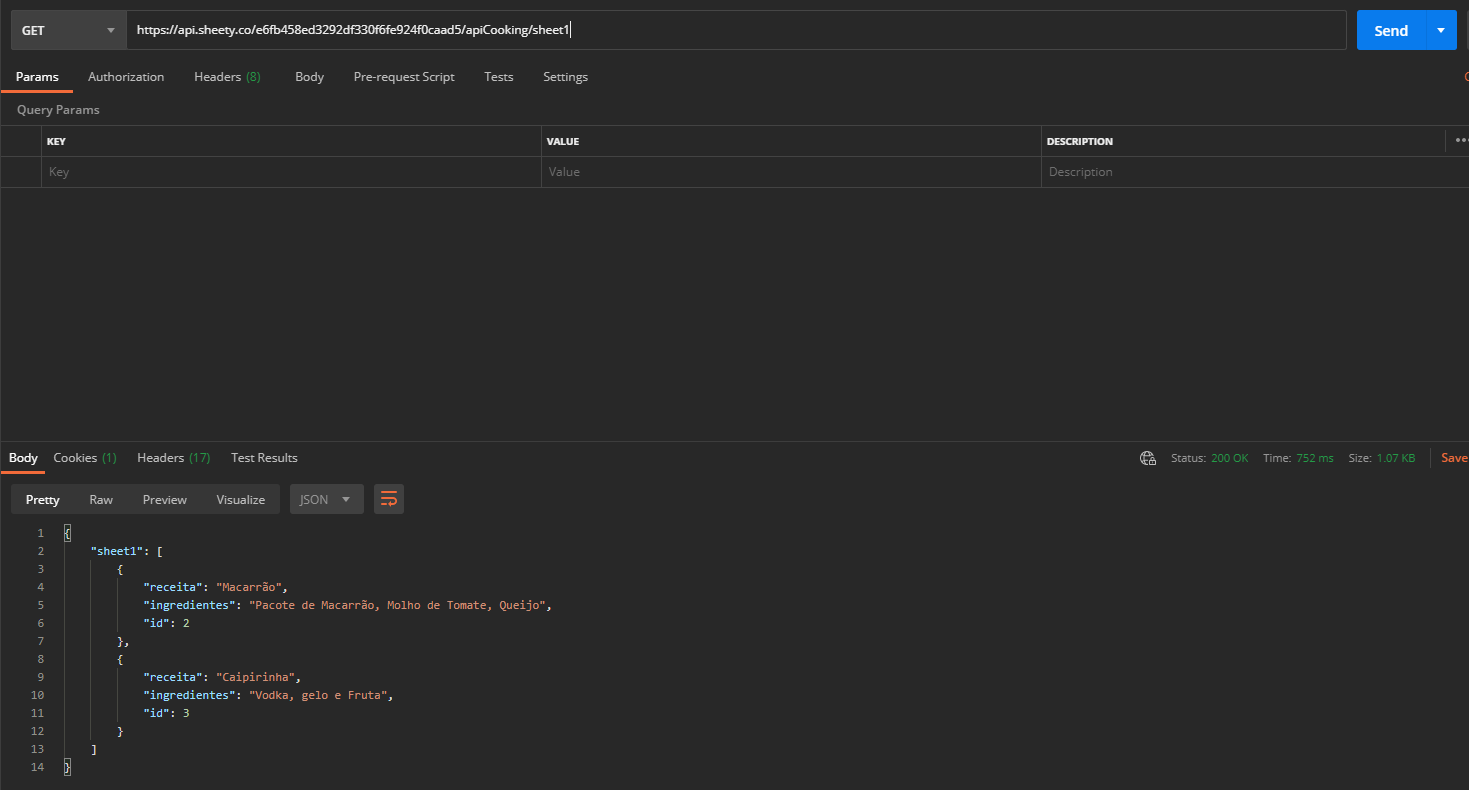 GET https://api.sheety.co/e6fb458ed3292df330f6fe924f0caad5/apiCooking/sheet1 Send
Params Authorization Headers (8) Body Pre-request Script Tests Settings
Query Params
KEY VALUE DESCRIPTION
Key Value Description
Body Cookies (1) Headers (17) Test Results Status: 200 OK Time: 752 ms Size: 1.07 KB Save
Pretty Raw Preview Visualize JSON
1 {
2 "sheet1": [
3 {
4 "receita": "Macarrão",
5 "ingredientes": "Pacote de Macarrão, Molho de Tomate, Queijo",
6 "id": 2
7 },
8 {
9 "receita": "Caipirinha",
10 "ingredientes": "Vodka, gelo e Fruta",
11 "id": 3
12 }
13 ]
14 }